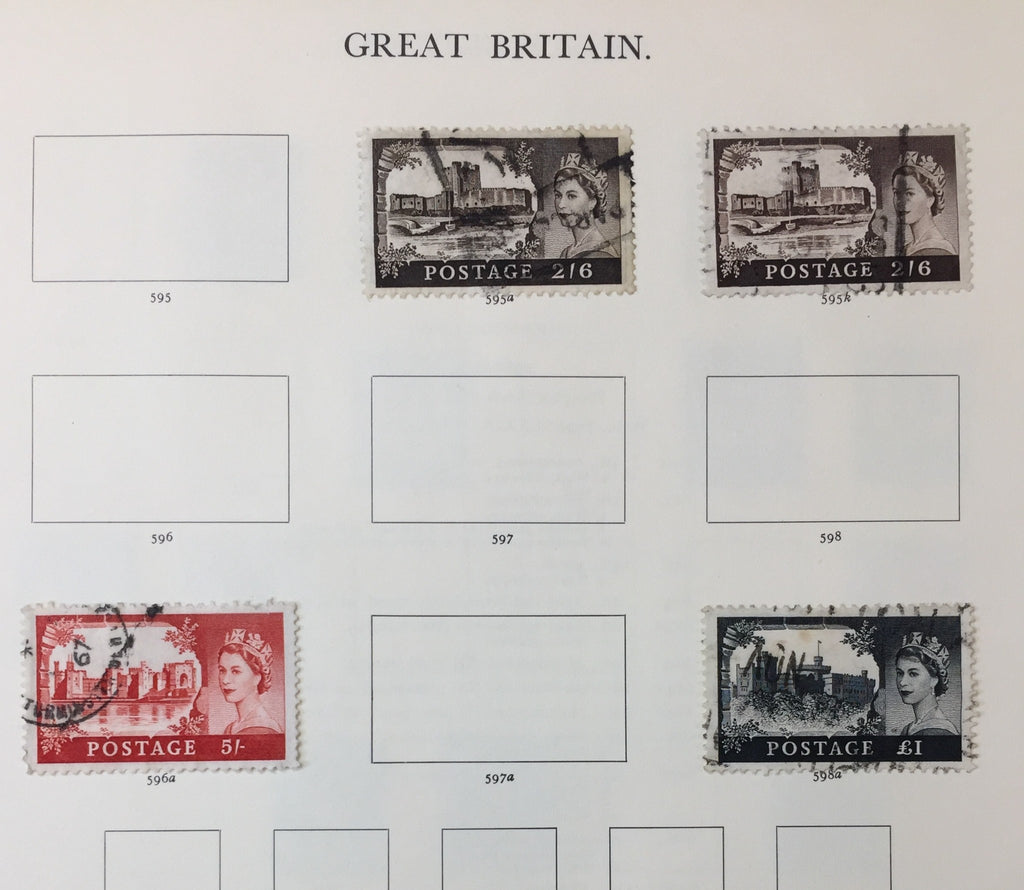 GREAT BRITAIN.
POSTAGE 2/6
POSTAGE 2/6
595
595a
595k
596
597
598
67
POSTAGE 5/-
POSTAGE £1
596a
597a
598a